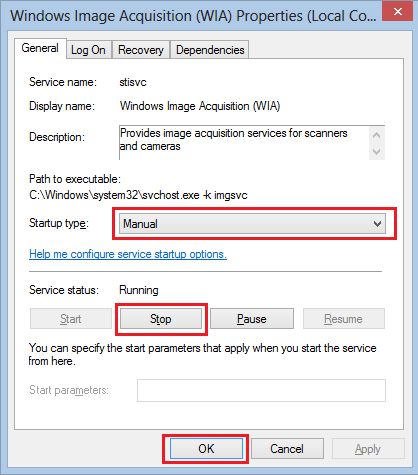 Windows Image Acquisition (WIA) Properties (Local Co...
General Log On Recovery Dependencies
Service name: stisvc
Display name: Windows Image Acquisition (WIA)
Description: Provides image acquisition services for scanners
and cameras
Path to executable:
C:\Windows\system32\svchost.exe -k imgsvc
Startup type: Manual
Help me configure service startup options.
Service status: Running
Start Stop Pause Resume
You can specify the start parameters that apply when you start the service
from here.
Start parameters:
OK Cancel Apply